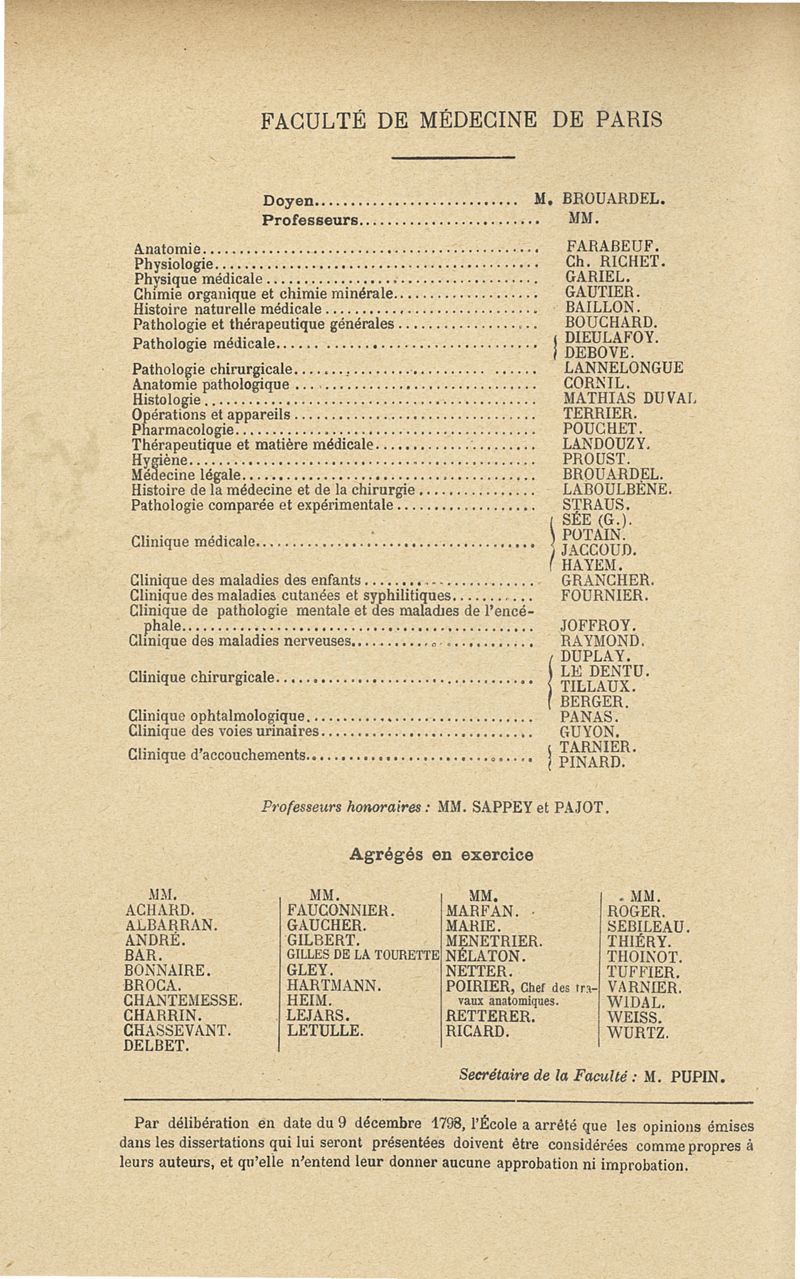 FACULTÉ DE MÉDECINE DE PARIS
Doyen............................ M. BROUARDEL.
Professeurs......................... MM.
Anatomie.............................................. FARABEUF.
Physiologie............................................ Ch. RICHET.
Physique médicale..................................... GARIEL.
Chimie organique et chimie minérale.................... GAUTIER.
Histoire naturelle médicale............................. BAILLON.
Pathologie et thérapeutique générales................... BOUCHARD.
Pathologie médicale.................................... { DIEULAFOY.
DEBOVE.
Pathologie chirurgicale................................. LANNELONGUE
Anatomie pathologique................................. CORNIL.
Histologie............................................. MATHIAS DUVAL
Opérations et appareils................................. TERRIER.
Pharmacologie......................................... POUCHET.
Thérapeutique et matière médicale...................... LANDOUZY.
Hygiène............................................... PROUST.
Médecine légale........................................ BROUARDEL.
Histoire de la médecine et de la chirurgie................ LABOULBÈNE.
Pathologie comparée et expérimentale................... STRAUS.
Clinique médicale...................................... { SÉE (G.).
POTAIN.
JACCOUD.
HAYEM.
Clinique des maladies des enfants........................ GRANCHER.
Clinique des maladies cutanées et syphilitiques........... FOURNIER.
Clinique de pathologie mentale et des maladies de l'encé-
phale................................................ JOFFROY.
Clinique des maladies nerveuses......................... RAYMOND.
Clinique chirurgicale................................... { DUPLAY.
LE DENTU.
TILLAUX.
BERGER.
Clinique ophtalmologique............................... PANAS.
Clinique des voies urinaires............................. GUYON.
Clinique d'accouchements............................... { TARNIER.
PINARD.
Professeurs honoraires : MM. SAPPEY et PAJOT.
Agrégés en exercice
MM.
ACHARD.
ALBARRAN.
ANDRÉ.
BAR.
BONNAIRE.
BROCA.
CHANTEMESSE.
CHARRIN.
CHASSEVANT.
DELBET.
MM.
FAUCONNIER.
GAUCHER.
GILBERT.
GILLES DE LA TOURETTE
GLEY.
HARTMANN.
HEIM.
LEJARS.
LETULLE.
MM.
MARFAN.
MARIE.
MENETRIER.
NÉLATON.
NETTER.
POIRIER, Chef des tra-
vaux anatomiques.
RETTERER.
RICARD.
MM.
ROGER.
SEBILEAU.
THIÉRY.
THOINOT.
TUFFIER.
VARNIER.
WIDAL.
WEISS.
WURTZ.
Secrétaire de la Faculté : M. PUPIN.
Par délibération en date du 9 décembre 1798, l'École a arrêté que les opinions émises
dans les dissertations qui lui seront présentées doivent être considérées comme propres à
leurs auteurs, et qu'elle n'entend leur donner aucune approbation ni improbation.